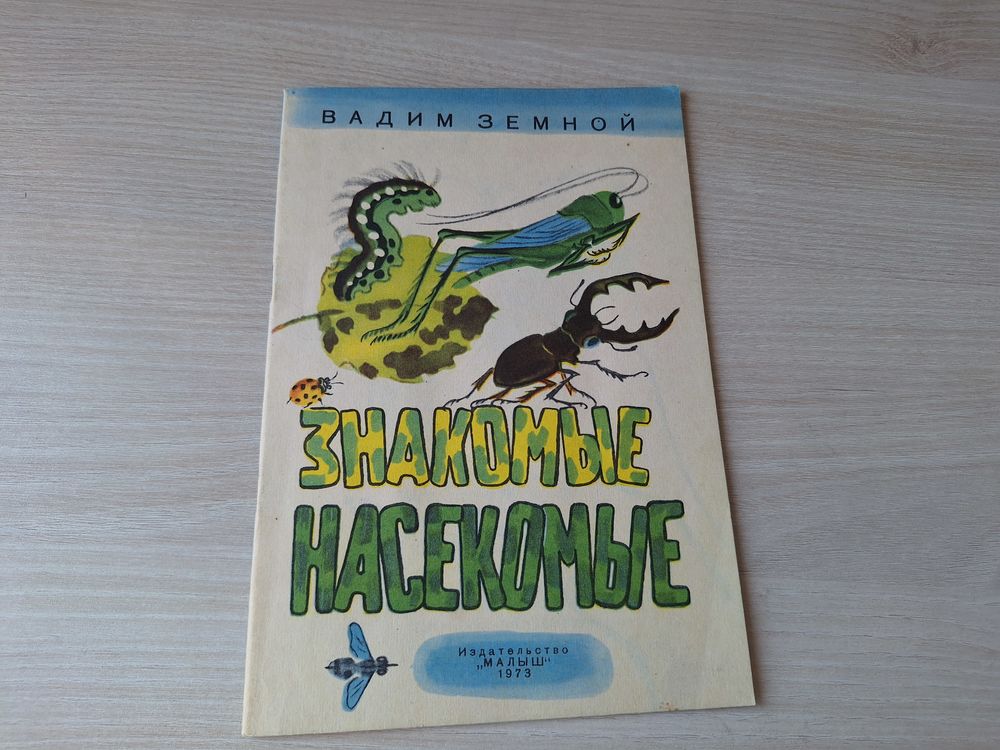 ВАДИМ ЗЕМНОЙ
ЗНАКОМЫЕ
НАСЕКОМЫЕ
Издательство
„МАЛЫШ“
1973